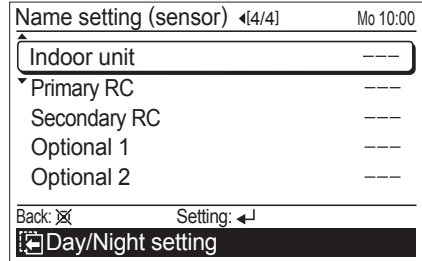 Name setting (sensor) ◂[4/4] Mo 10:00
Indoor unit ---
Primary RC ---
Secondary RC ---
Optional 1 ---
Optional 2 ---
Back: Setting:
Day/Night setting